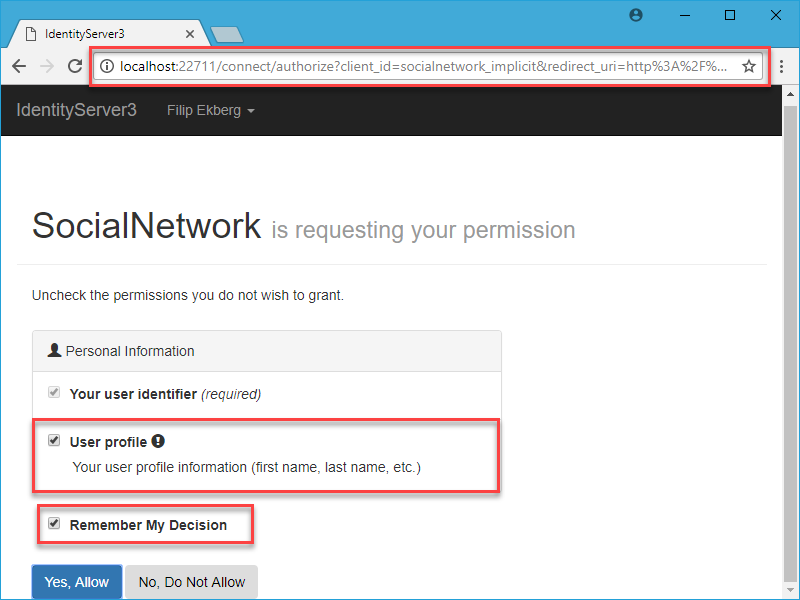 IdentityServer3
localhost:22711/connect/authorize?client_id=socialnetwork_implicit&redirect_uri=http%3A%2F%...
IdentityServer3 Filip Ekberg
SocialNetwork is requesting your permission
Uncheck the permissions you do not wish to grant.
Personal Information
Your user identifier (required)
User profile
Your user profile information (first name, last name, etc.)
Remember My Decision
Yes, Allow No, Do Not Allow